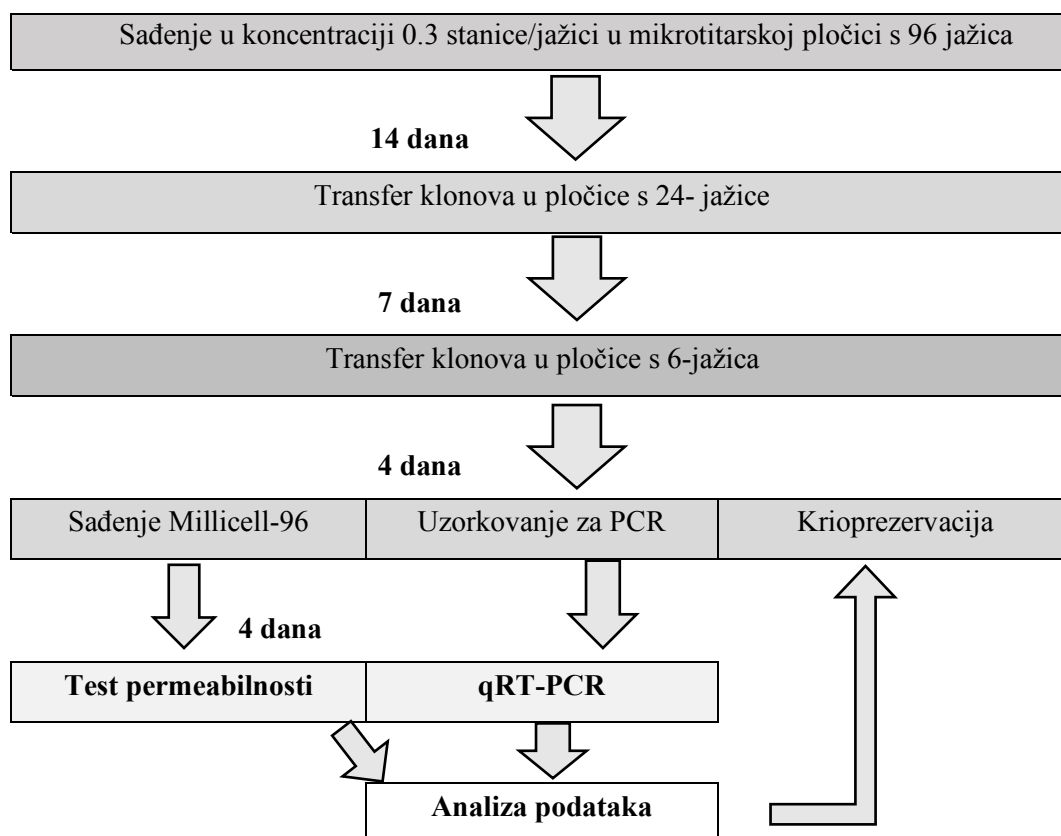 Sađenje u koncentraciji 0.3 stanice/jažici u mikrotitarskoj pločici s 96 jažica
14 dana
Transfer klonova u pločice s 24- jažice
7 dana
Transfer klonova u pločice s 6-jažica
4 dana
Sađenje Millicell-96
Uzorkovanje za PCR
Krioprezervacija
4 dana
Test permeabilnosti
qRT-PCR
Analiza podataka